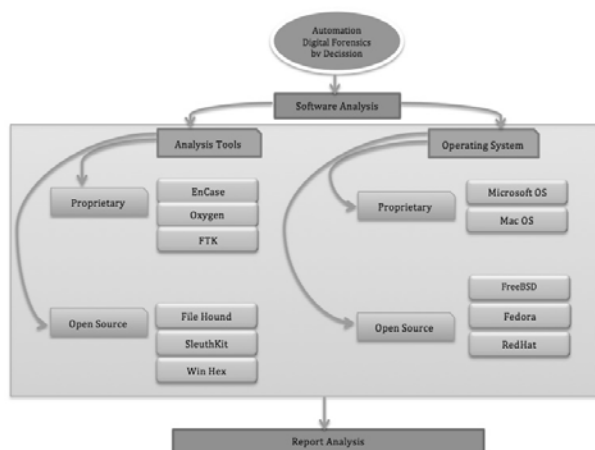 Automation
Digital Forensics
by Decission
Software Analysis
Analysis Tools
Operating System
Proprietary
EnCase
Oxygen
FTK
Proprietary
Microsoft OS
Mac OS
Open Source
File Hound
SleuthKit
Win Hex
Open Source
FreeBSD
Fedora
RedHat
Report Analysis